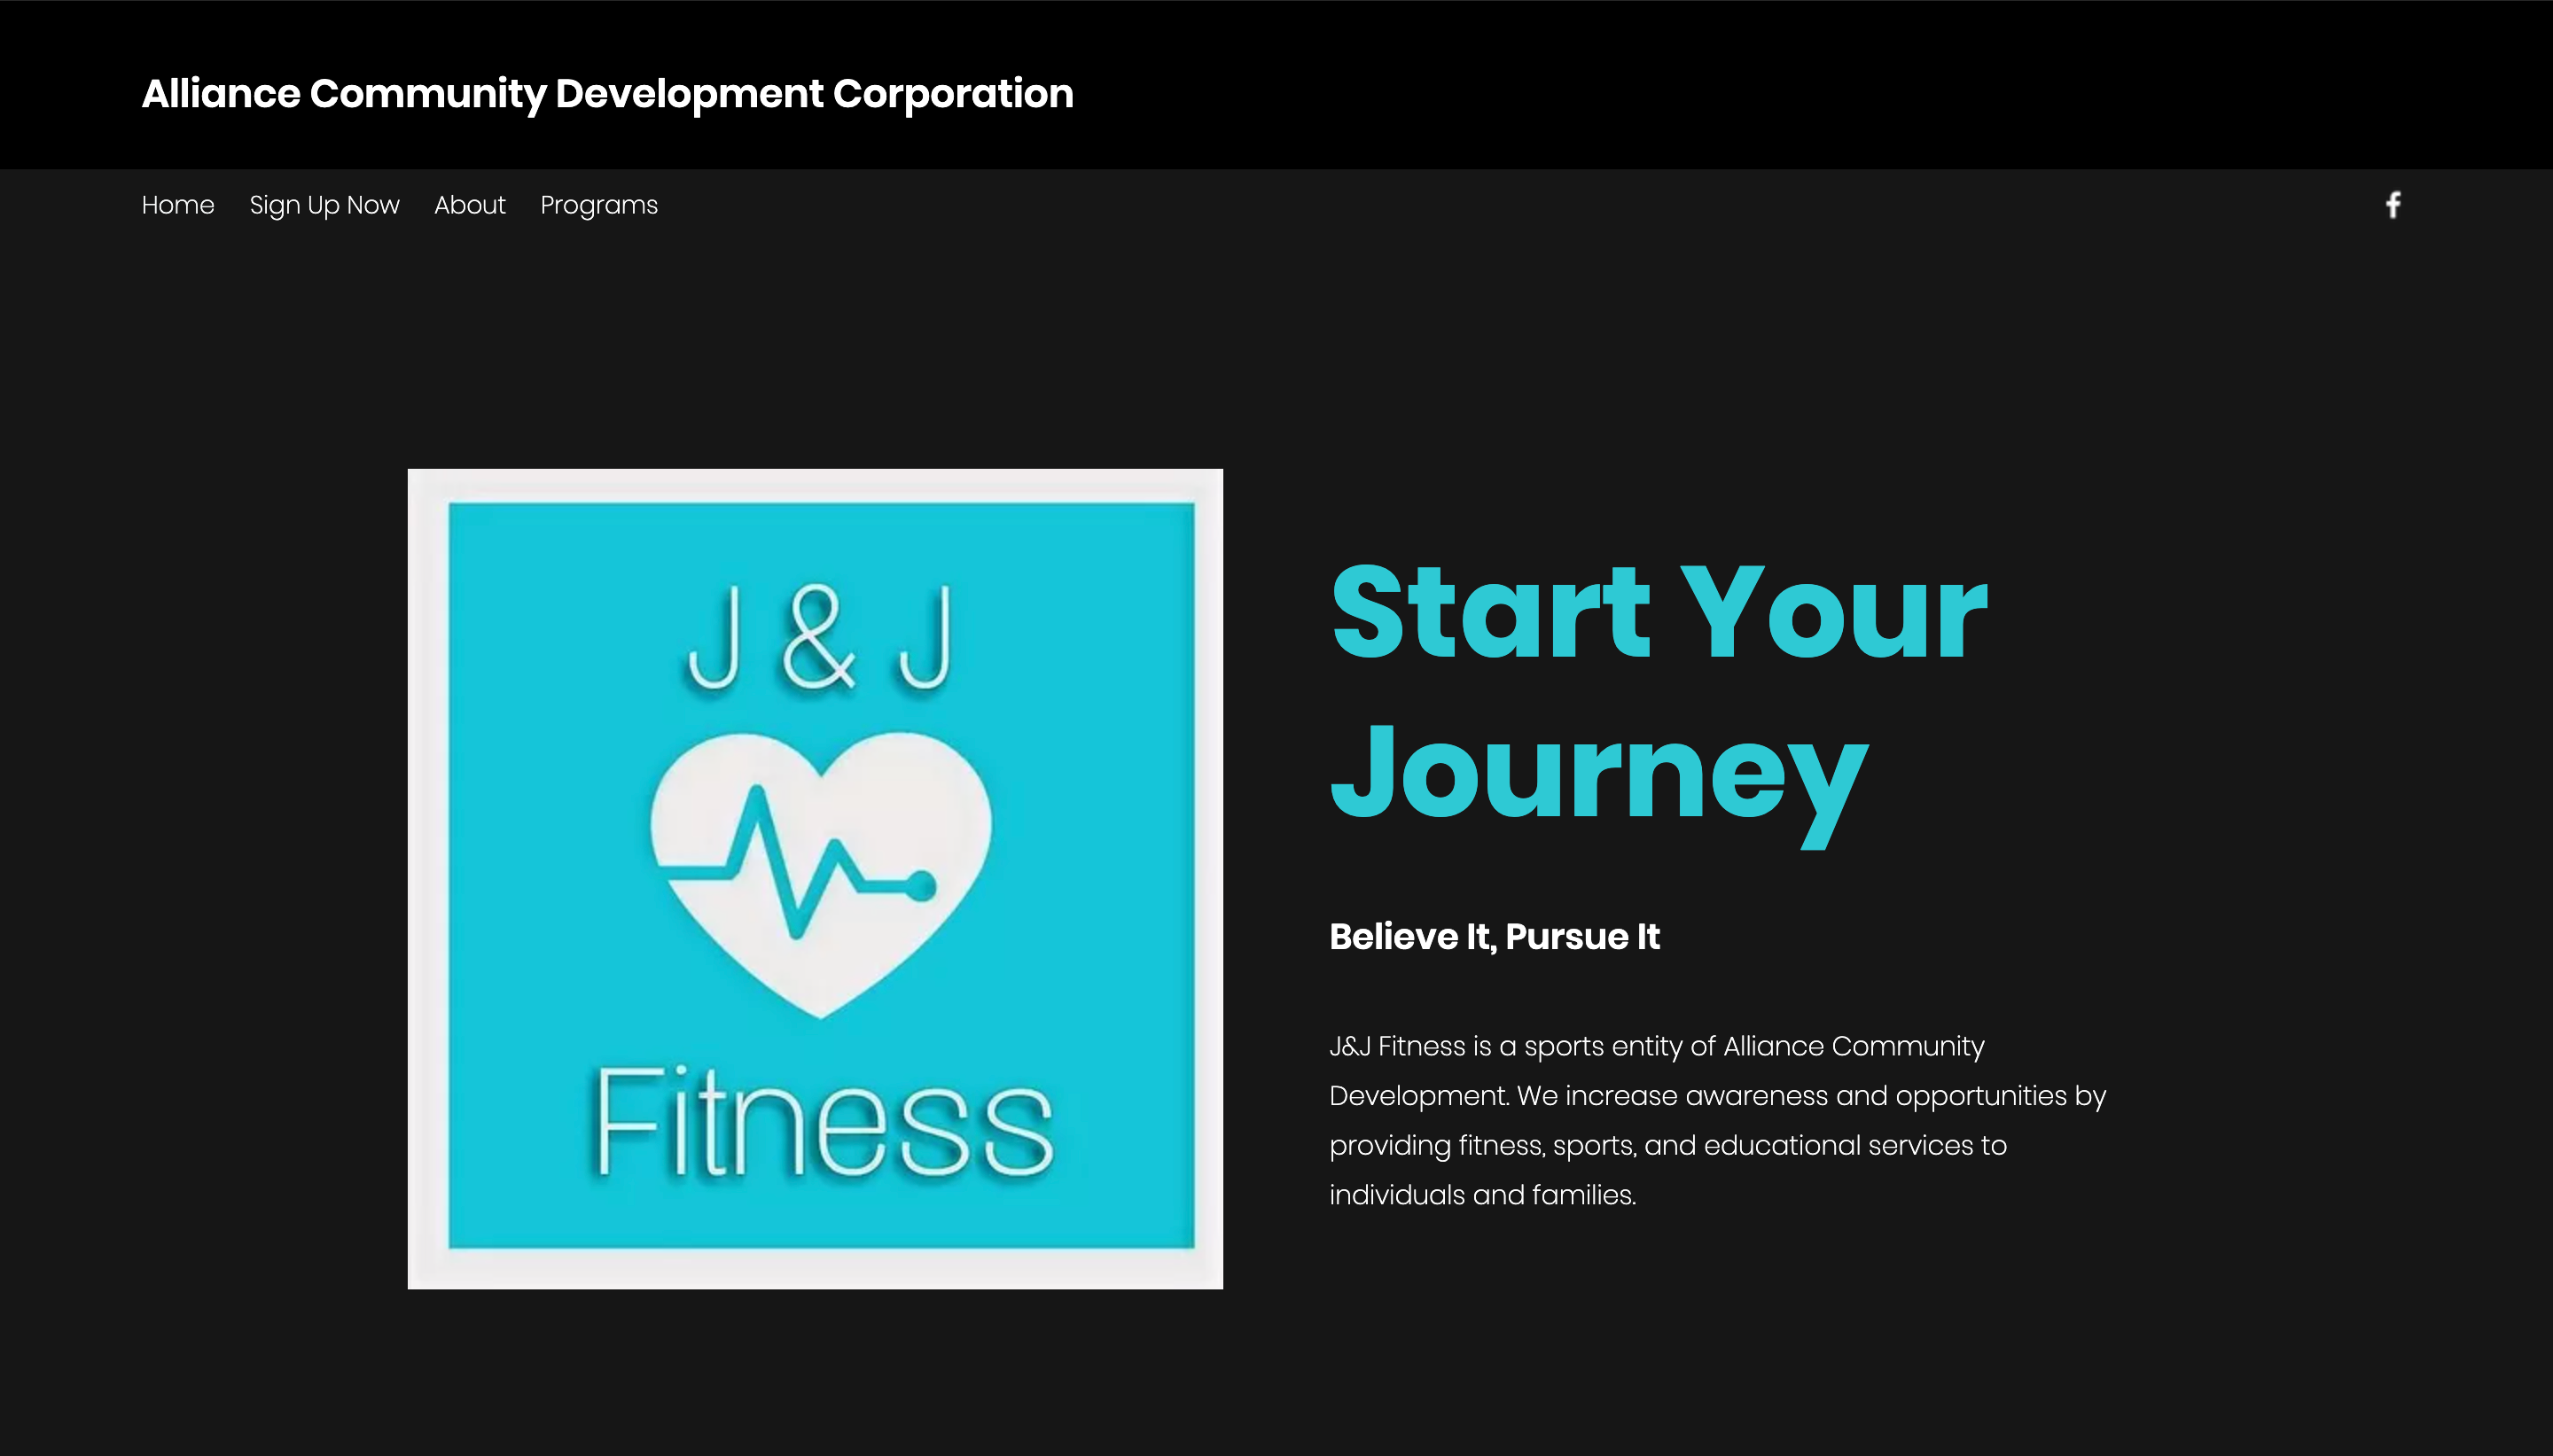 Alliance Community Development Corporation
Home Sign Up Now About Programs
J & J
Fitness
Start Your
Journey
Believe It, Pursue It
J&J Fitness is a sports entity of Alliance Community
Development. We increase awareness and opportunities by
providing fitness, sports, and educational services to
individuals and families.